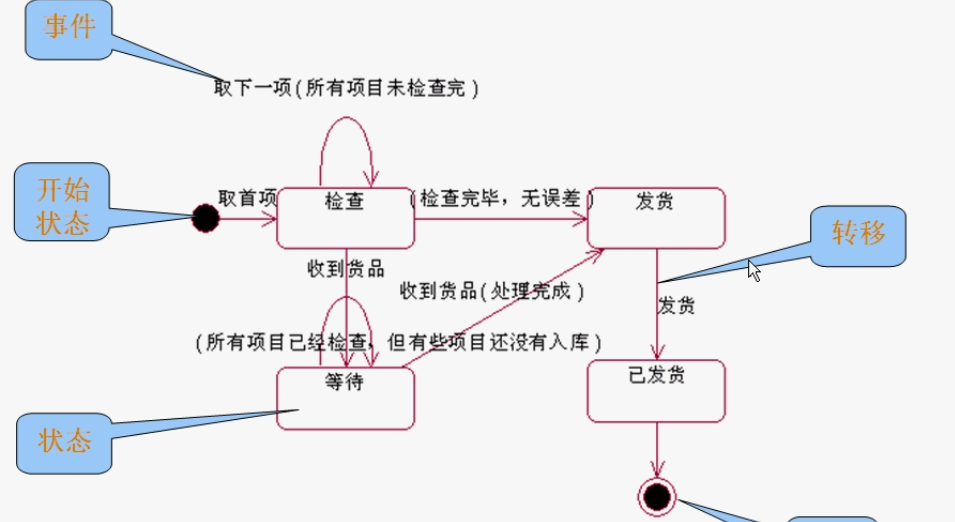 事件
取下一项(所有项目未检查完)
开始
状态
取首项
检查
(检查完毕，无误差)
发货
转移
收到货品
收到货品(处理完成)
发货
(所有项目已经检查，但有些项目还没有入库)
等待
已发货
状态